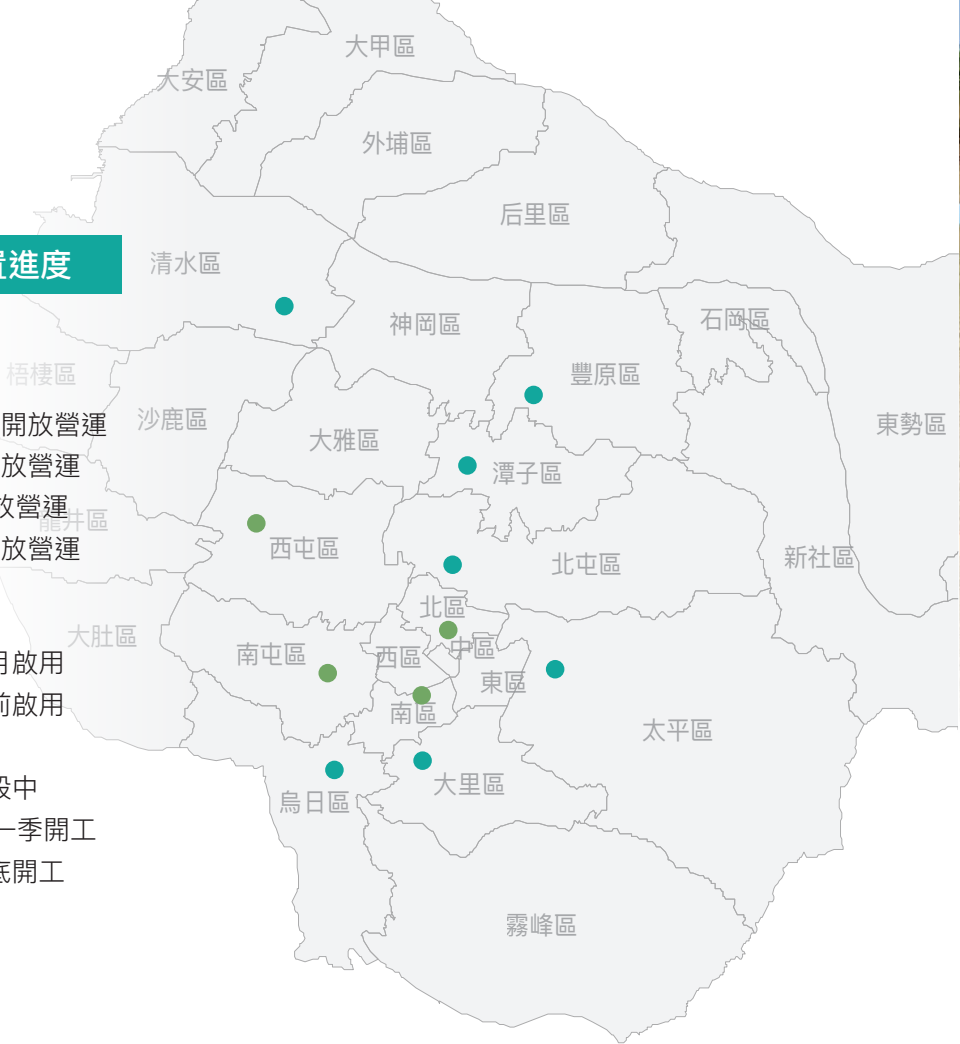 大甲區
大安區
外埔區
后里區
進度
清水區
神岡區
石岡區
梧棲區
豐原區
沙鹿區
開放營運
東勢區
大雅區
放營運
潭子區
放營運
龍井區
放營運
西屯區
北屯區
新社區
北區
大肚區
南屯區
西區
中區
月啟用
東區
前啟用
南區
太平區
設中
大里區
烏日區
一季開工
底開工
霧峰區